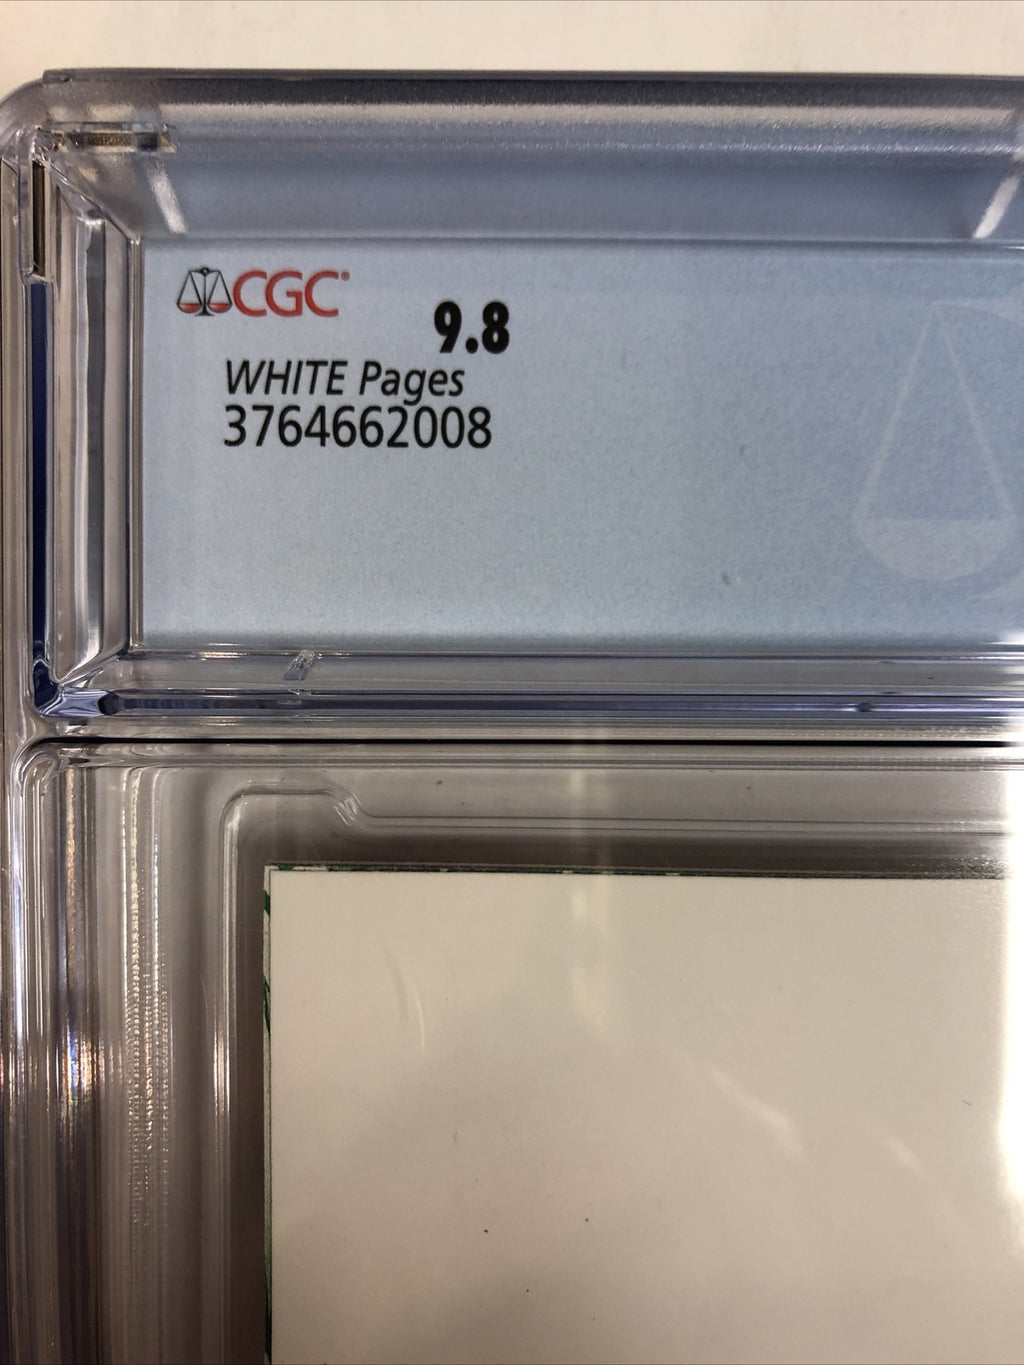 CGC®
9.8
WHITE Pages
3764662008